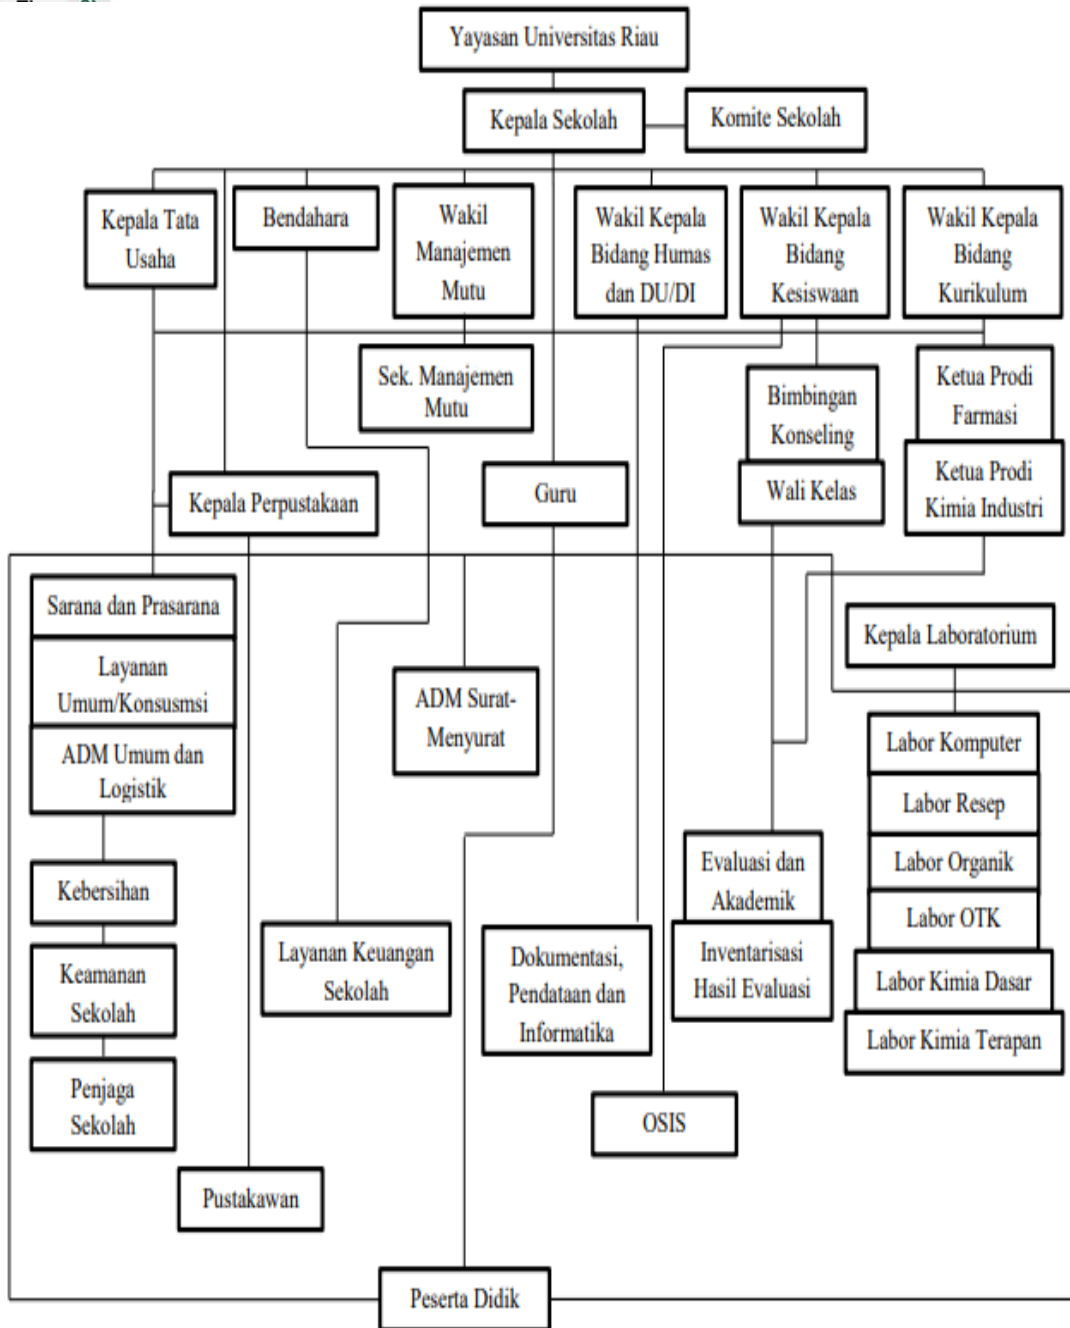 Yayasan Universitas Riau
Kepala Sekolah
Komite Sekolah
Kepala Tata
Usaha
Bendahara
Wakil
Manajemen
Mutu
Wakil Kepala
Bidang Humas
dan DU/DI
Wakil Kepala
Bidang
Kesiswaan
Wakil Kepala
Bidang
Kurikulum
Sek. Manajemen
Mutu
Bimbingan
Konseling
Wali Kelas
Ketua Prodi
Farmasi
Ketua Prodi
Kimia Industri
Kepala Perpustakaan
Guru
Sarana dan Prasarana
Layanan
Umum/Konsusmsi
ADM Umum dan
Logistik
ADM Surat-
Menyurat
Kepala Laboratorium
Labor Komputer
Labor Resep
Labor Organik
Labor OTK
Labor Kimia Dasar
Labor Kimia Terapan
Kebersihan
Keamanan
Sekolah
Penjaga
Sekolah
Layanan Keuangan
Sekolah
Dokumentasi,
Pendataan dan
Informatika
Evaluasi dan
Akademik
Inventarisasi
Hasil Evaluasi
OSIS
Pustakawan
Peserta Didik